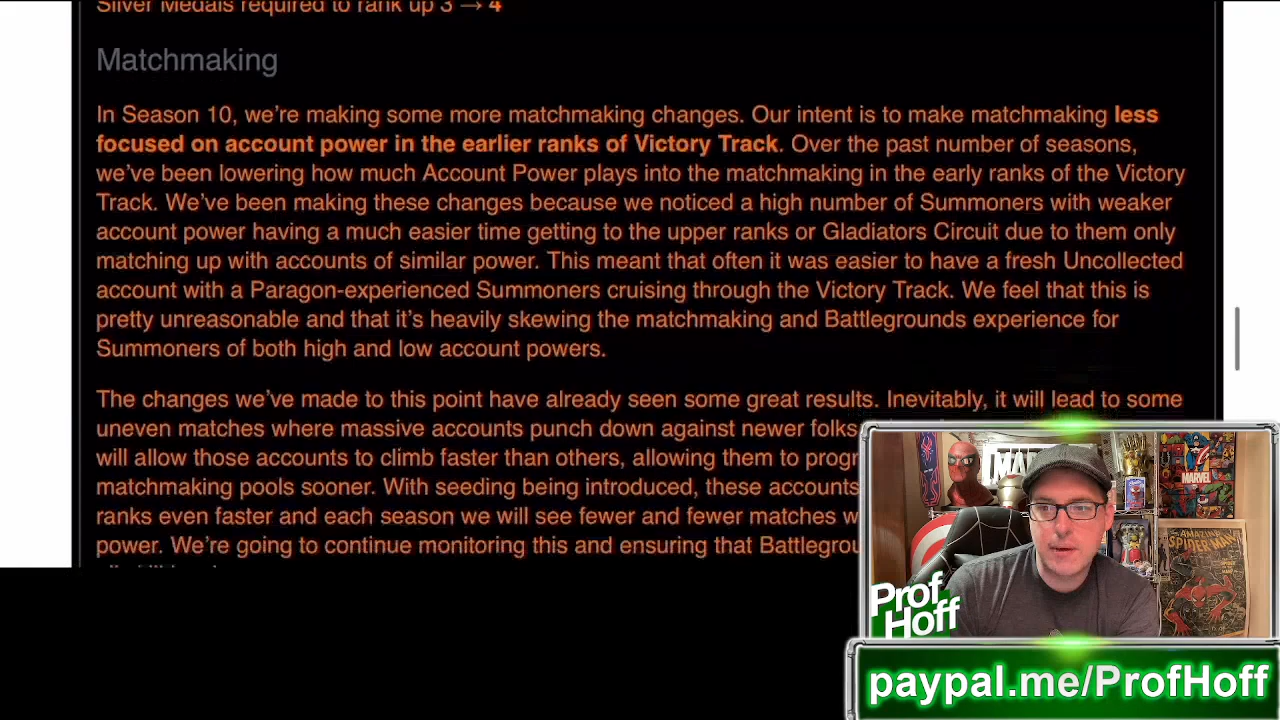 Silver Medals required to rank up 3 → 4
Matchmaking
In Season 10, we're making some more matchmaking changes. Our intent is to make matchmaking less
focused on account power in the earlier ranks of Victory Track. Over the past number of seasons,
we've been lowering how much Account Power plays into the matchmaking in the early ranks of the Victory
Track. We've been making these changes because we noticed a high number of Summoners with weaker
account power having a much easier time getting to the upper ranks or Gladiators Circuit due to them only
matching up with accounts of similar power. This meant that often it was easier to have a fresh Uncollected
account with a Paragon-experienced Summoners cruising through the Victory Track. We feel that this is
pretty unreasonable and that it's heavily skewing the matchmaking and Battlegrounds experience for
Summoners of both high and low account powers.
The changes we've made to this point have already seen some great results. Inevitably, it will lead to some
uneven matches where massive accounts punch down against newer folks
will allow those accounts to climb faster than others, allowing them to progr
matchmaking pools sooner. With seeding being introduced, these accounts
ranks even faster and each season we will see fewer and fewer matches w
power. We're going to continue monitoring this and ensuring that Battlegrou
MARVEL
AMAZING
SPIDER-MAN
Prof
Hoff
paypal.me/ProfHoff